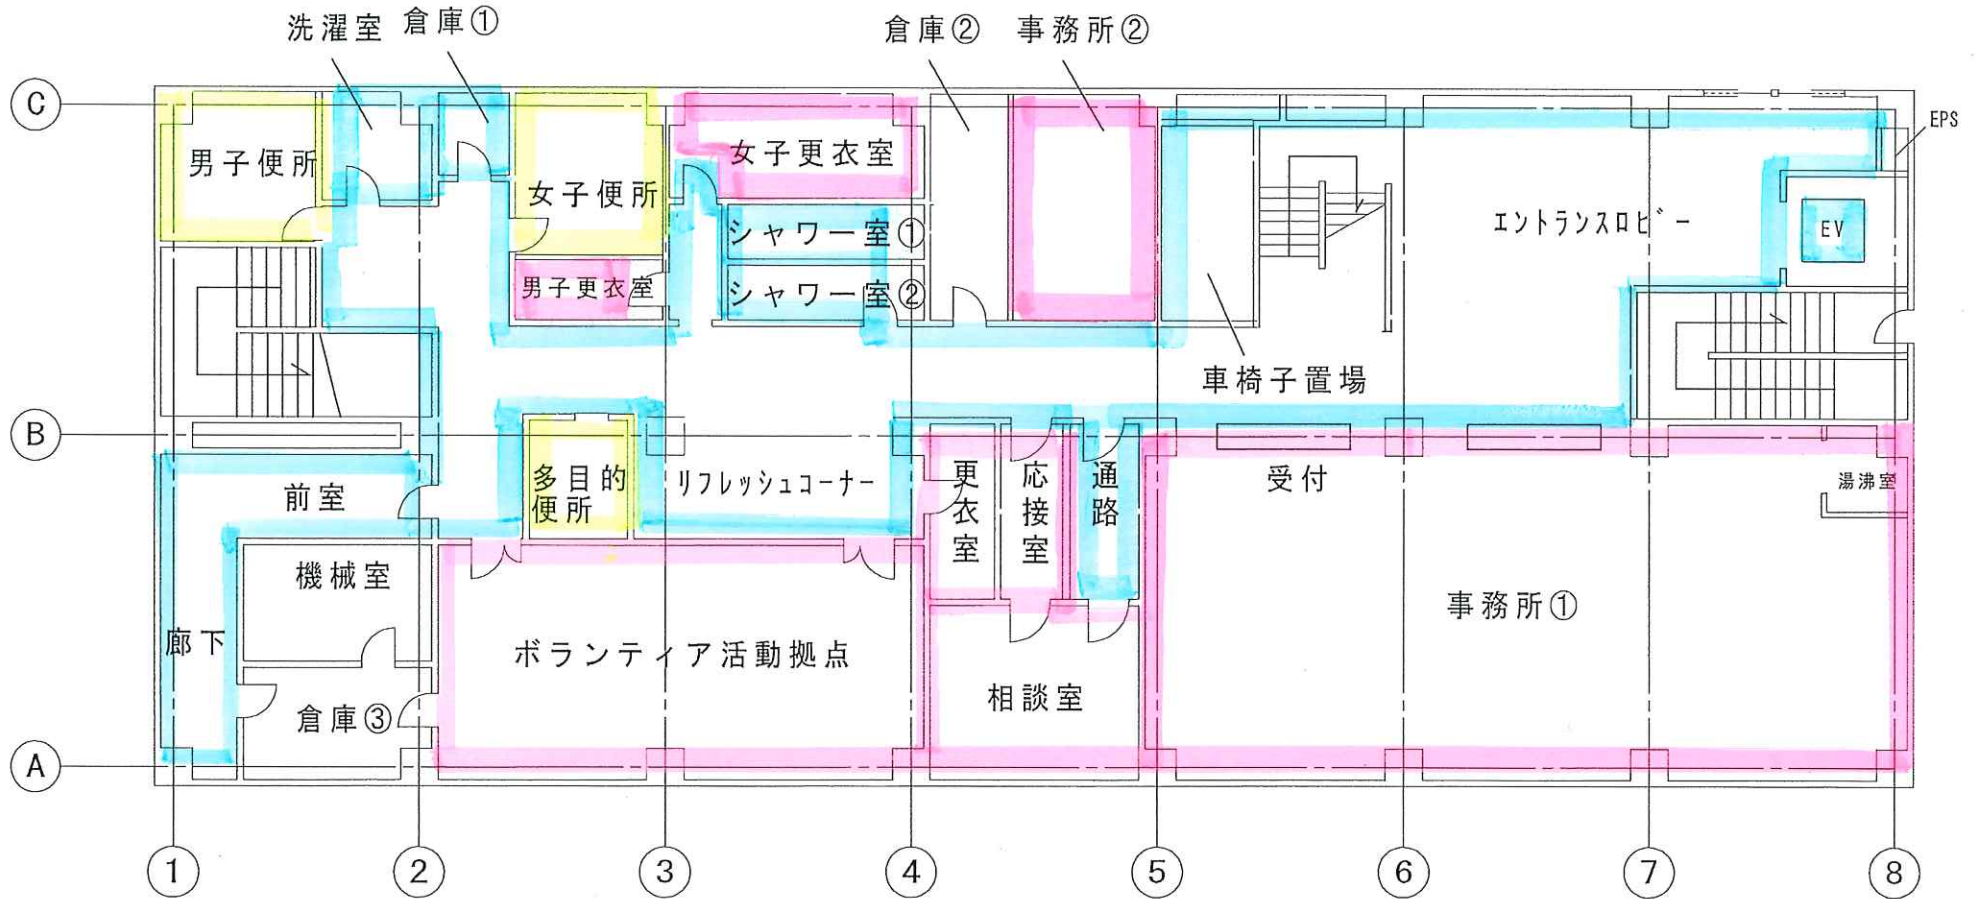 洗濯室
倉庫①
倉庫②
事務所②
C
EPS
男子便所
女子便所
女子更衣室
シャワー室①
エントランスロビー
EV
男子更衣室
シャワー室②
車椅子置場
B
前室
多目的
便所
リフレッシュコーナー
更衣室
応接室
通路
受付
湯沸室
機械室
事務所①
廊下
ボランティア活動拠点
相談室
倉庫③
A
1
2
3
4
5
6
7
8